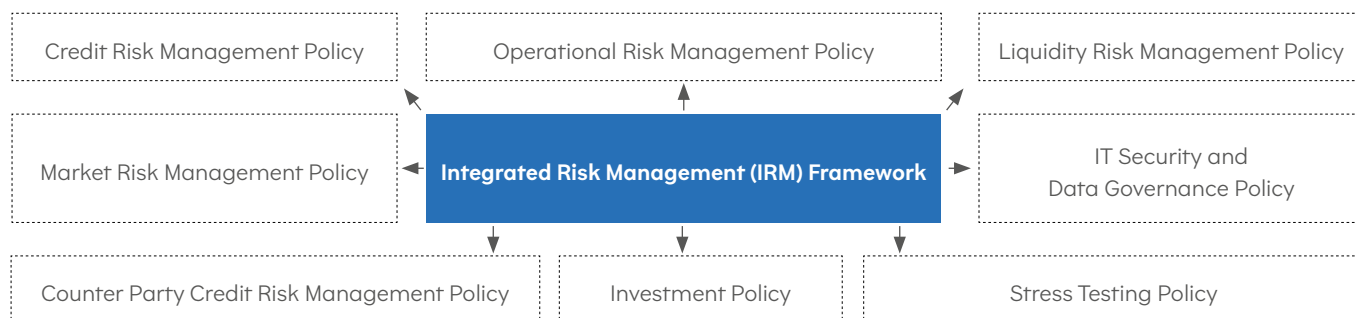 Credit Risk Management Policy
Operational Risk Management Policy
Liquidity Risk Management Policy
Market Risk Management Policy
Integrated Risk Management (IRM) Framework
IT Security and
Data Governance Policy
Counter Party Credit Risk Management Policy
Investment Policy
Stress Testing Policy